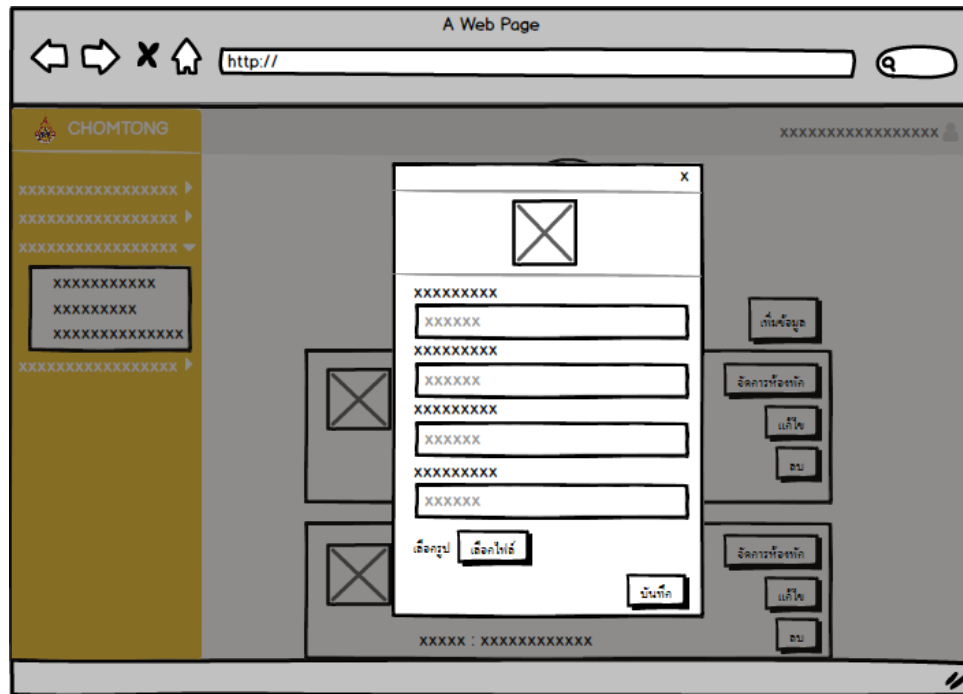 A Web Page
http://
CHOMTONG
xxxxxxxxxxxxxxxxx
xxxxxxxxxxxxxxxxx
xxxxxxxxxxxxxxxxx
xxxxxxxxxxxxxxxxx
xxxxxxxxxxx
xxxxxxxxx
xxxxxxxxxxxxxx
xxxxxxxxxxxxxxxxx
x
xxxxxxxxx
xxxxxx
xxxxxxxxx
xxxxxx
xxxxxxxxx
xxxxxx
xxxxxxxxx
xxxxxx
เลือกรูป เลือกไฟล์
บันทึก
เพิ่มข้อมูล
จัดการห้องพัก
แก้ไข
ลบ
จัดการห้องพัก
แก้ไข
ลบ
xxxxx : xxxxxxxxxxxx